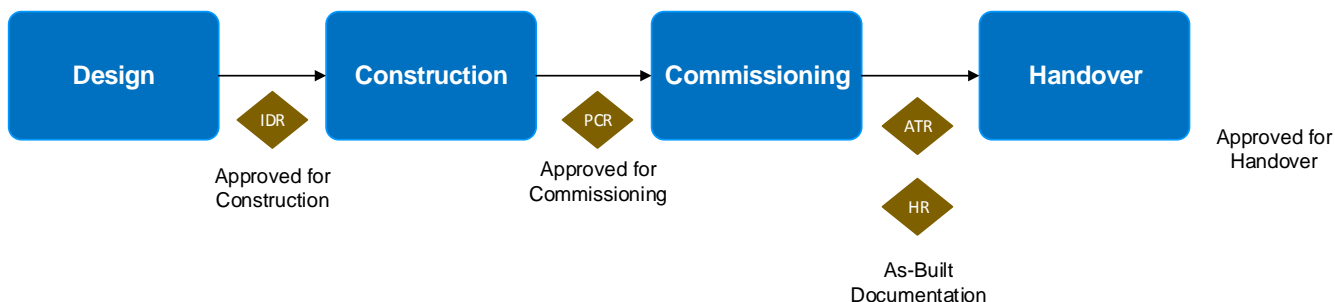 Design
Construction
Commissioning
Handover
IDR
PCR
ATR
Approved for
Construction
Approved for
Commissioning
Approved for
Handover
HR
As-Built
Documentation